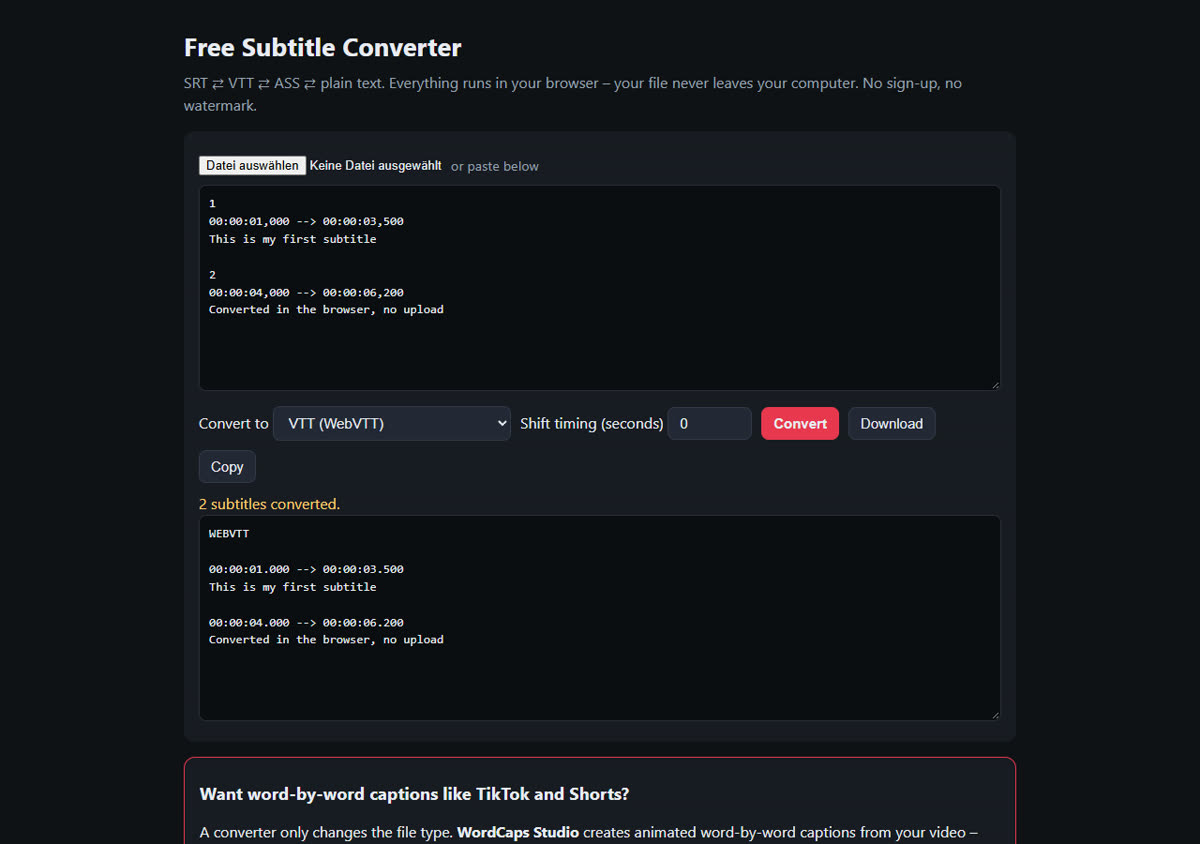 Free Subtitle Converter
SRT ⇄ VTT ⇄ ASS ⇄ plain text. Everything runs in your browser – your file never leaves your computer. No sign-up, no
watermark.
Datei auswählen Keine Datei ausgewählt or paste below
1
00:00:01,000 --> 00:00:03,500
This is my first subtitle
2
00:00:04,000 --> 00:00:06,200
Converted in the browser, no upload
Convert to VTT (WebVTT) Shift timing (seconds) 0 Convert Download
Copy
2 subtitles converted.
WEBVTT
00:00:01.000 --> 00:00:03.500
This is my first subtitle
00:00:04.000 --> 00:00:06.200
Converted in the browser, no upload
Want word-by-word captions like TikTok and Shorts?
A converter only changes the file type. WordCaps Studio creates animated word-by-word captions from your video –